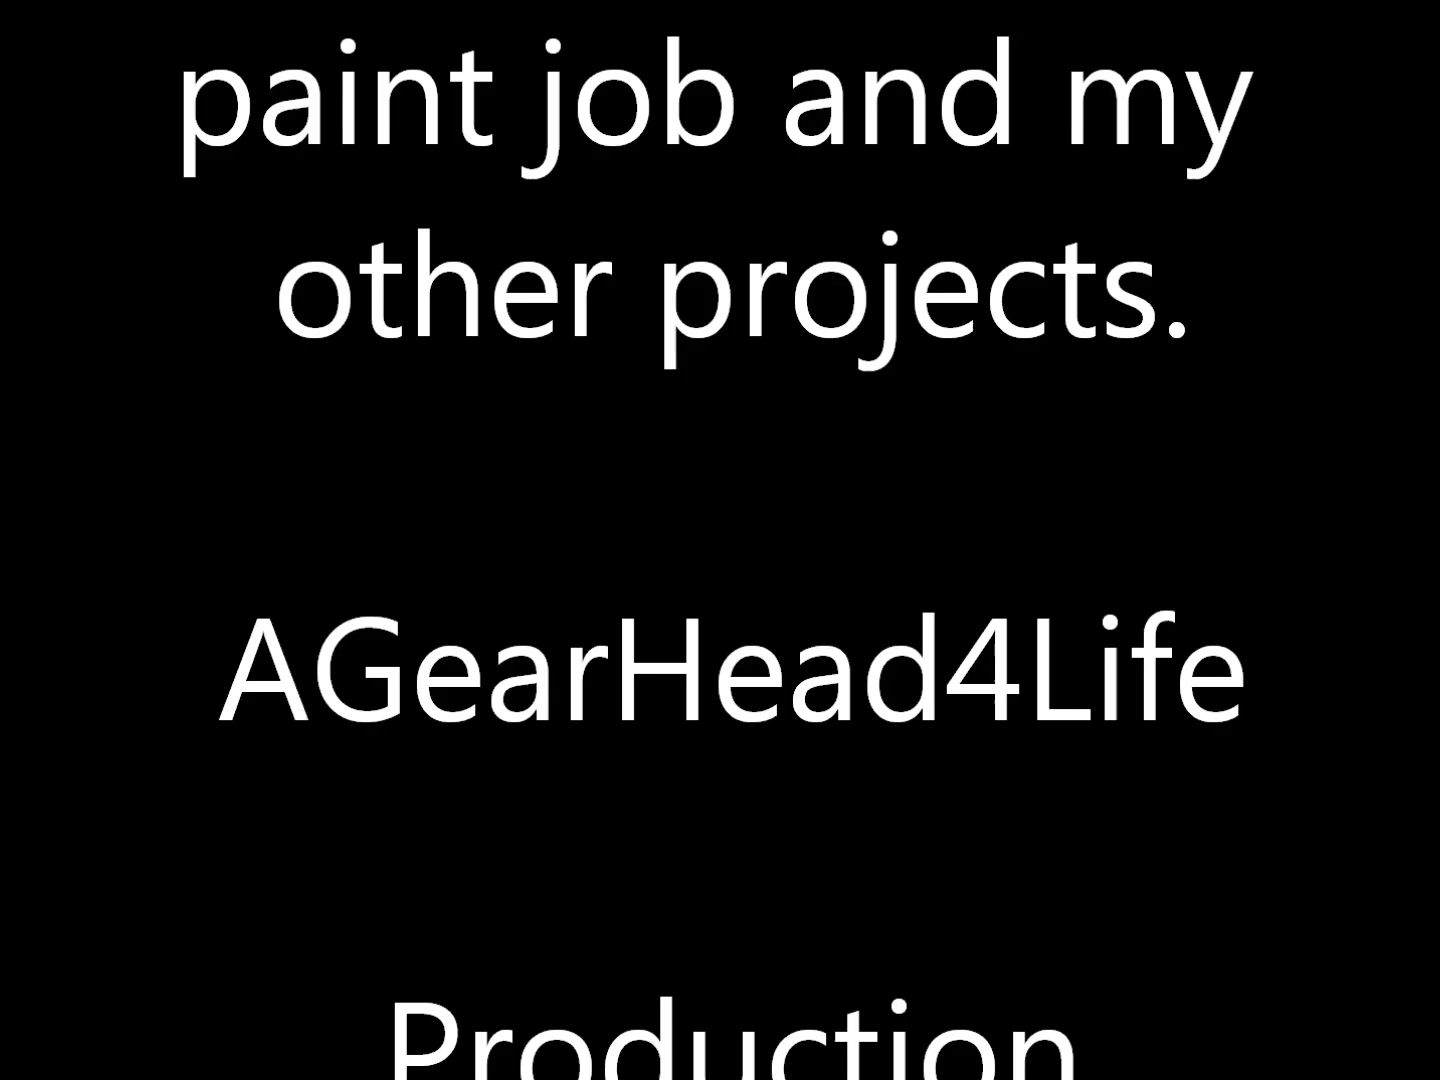 paint job and my
other projects.
AGearHead4Life
Production